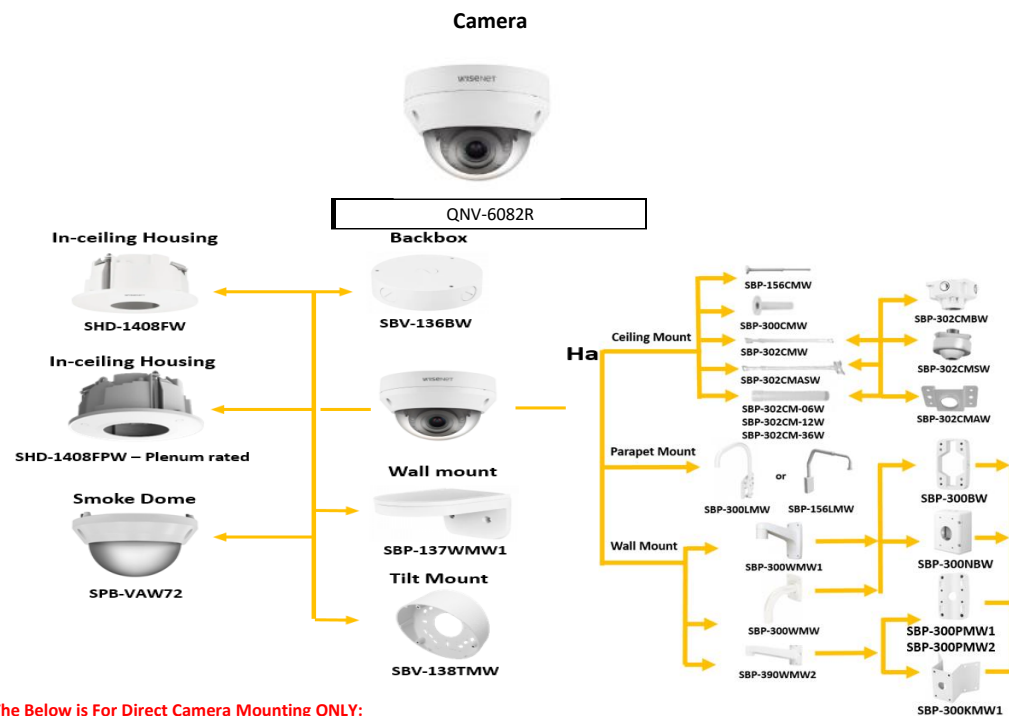 Camera
WISENET
QNV-6082R
In-ceiling Housing
SHD-1408FW
In-ceiling Housing
SHD-1408FPW – Plenum rated
Smoke Dome
SPB-VAW72
Backbox
SBV-136BW
WISENET
Wall mount
SBP-137WMW1
Tilt Mount
SBV-138TMW
Ha
Ceiling Mount
SBP-156CMW
SBP-300CMW
SBP-302CMW
SBP-302CMASW
SBP-302CM-06W
SBP-302CM-12W
SBP-302CM-36W
SBP-302CMBW
SBP-302CMSW
SBP-302CMAW
Parapet Mount
SBP-300LMW
or
SBP-156LMW
Wall Mount
SBP-300WMW1
SBP-300WMW
SBP-390WMW2
SBP-300BW
SBP-300NBW
SBP-300PMW1
SBP-300PMW2
SBP-300KMW1
he Below is For Direct Camera Mounting ONLY: